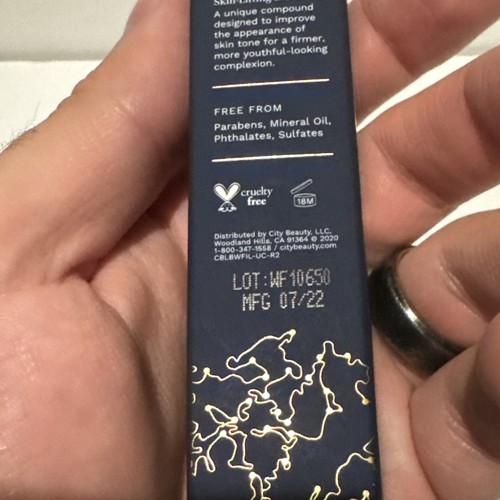 Skin-Lifting
A unique compound
designed to improve
the appearance of
skin tone for a firmer,
more youthful-looking
complexion.
FREE FROM
Parabens, Mineral Oil,
Phthalates, Sulfates
cruelty
free
18M
Distributed by City Beauty, LLC,
Woodland Hills, CA 91364 © 2020
1-800-347-1558 / citybeauty.com
CBLBWFIL-UC-R2
LOT:WF10650
MFG 07/22